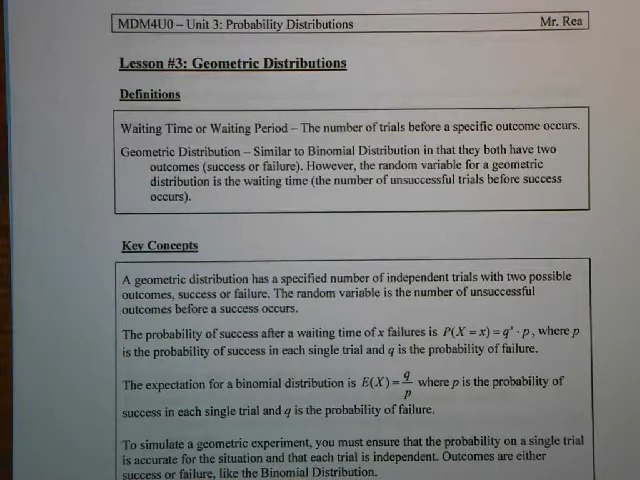 MDM4U0 – Unit 3: Probability Distributions Mr. Rea
Lesson #3: Geometric Distributions
Definitions
Waiting Time or Waiting Period – The number of trials before a specific outcome occurs.
Geometric Distribution – Similar to Binomial Distribution in that they both have two
outcomes (success or failure). However, the random variable for a geometric
distribution is the waiting time (the number of unsuccessful trials before success
occurs).
Key Concepts
A geometric distribution has a specified number of independent trials with two possible
outcomes, success or failure. The random variable is the number of unsuccessful
outcomes before a success occurs.
The probability of success after a waiting time of x failures is P(X = x) = qˣ · p, where p
is the probability of success in each single trial and q is the probability of failure.
The expectation for a binomial distribution is E(X) = q/p where p is the probability of
success in each single trial and q is the probability of failure.
To simulate a geometric experiment, you must ensure that the probability on a single trial
is accurate for the situation and that each trial is independent. Outcomes are either
success or failure, like the Binomial Distribution.